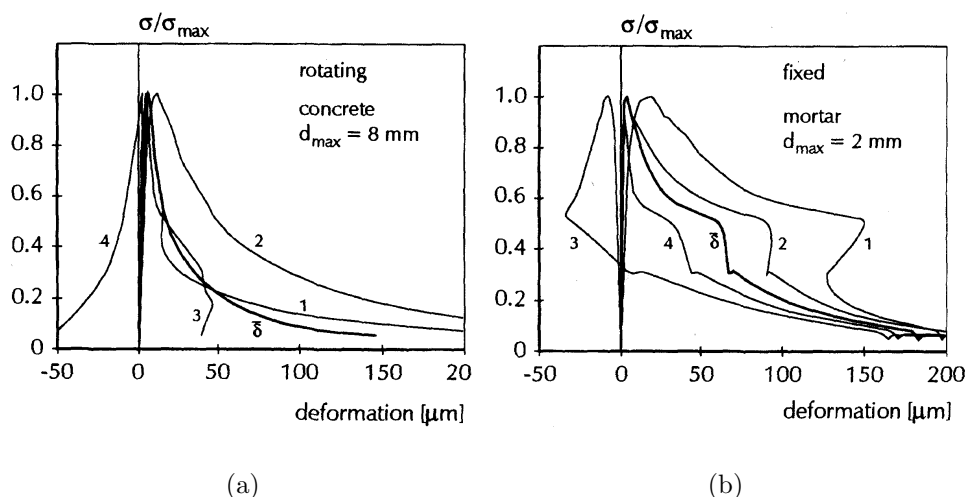 σ/σmax
rotating
concrete
dmax = 8 mm
1.0
0.8
0.6
0.4
0.2
0
4
2
1
3
δ̄
-50
0
50
100
150
20
deformation [μm]
(a)
σ/σmax
fixed
mortar
dmax = 2 mm
1.0
0.8
0.6
0.4
0.2
0
3
4
δ̄
2
1
-50
0
50
100
150
200
deformation [μm]
(b)